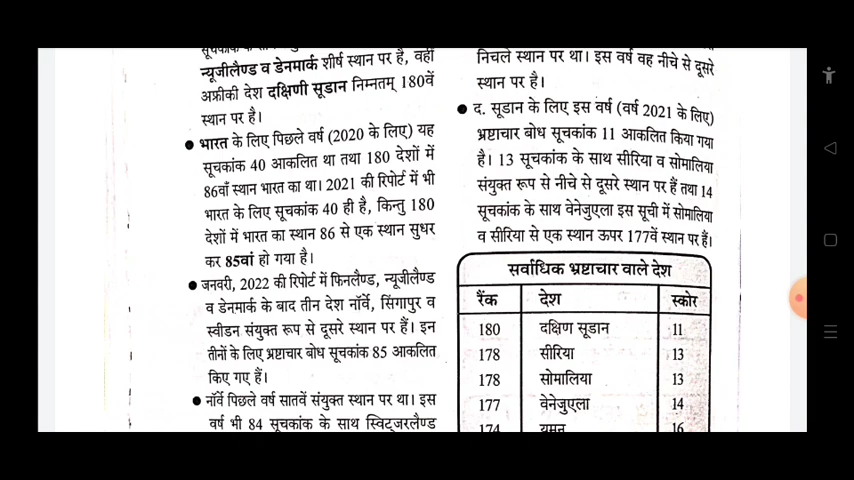 न्यूजीलैण्ड व डेनमार्क शीर्ष स्थान पर है, वहीं
अफ्रीकी देश दक्षिणी सूडान निम्नतम् 180वें
स्थान पर है।
● भारत के लिए पिछले वर्ष (2020 के लिए) यह
सूचकांक 40 आकलित था तथा 180 देशों में
86वाँ स्थान भारत का था। 2021 की रिपोर्ट में भी
भारत के लिए सूचकांक 40 ही है, किन्तु 180
देशों में भारत का स्थान 86 से एक स्थान सुधर
कर 85वां हो गया है।
● जनवरी, 2022 की रिपोर्ट में फिनलैण्ड, न्यूजीलैण्ड
व डेनमार्क के बाद तीन देश नॉर्वे, सिंगापुर व
स्वीडन संयुक्त रूप से दूसरे स्थान पर हैं। इन
तीनों के लिए भ्रष्टाचार बोध सूचकांक 85 आकलित
किए गए हैं।
● नॉर्वे पिछले वर्ष सातवें संयुक्त स्थान पर था। इस
वर्ष भी 84 सूचकांक के साथ स्विट्जरलैण्ड
निचले स्थान पर था। इस वर्ष वह नीचे से दूसरे
स्थान पर है।
● द. सूडान के लिए इस वर्ष (वर्ष 2021 के लिए)
भ्रष्टाचार बोध सूचकांक 11 आकलित किया गया
है। 13 सूचकांक के साथ सीरिया व सोमालिया
संयुक्त रूप से नीचे से दूसरे स्थान पर हैं तथा 14
सूचकांक के साथ वेनेजुएला इस सूची में सोमालिया
व सीरिया से एक स्थान ऊपर 177वें स्थान पर हैं।
सर्वाधिक भ्रष्टाचार वाले देश
रैंक देश स्कोर
180 दक्षिण सूडान 11
178 सीरिया 13
178 सोमालिया 13
177 वेनेजुएला 14
174 यमन 16